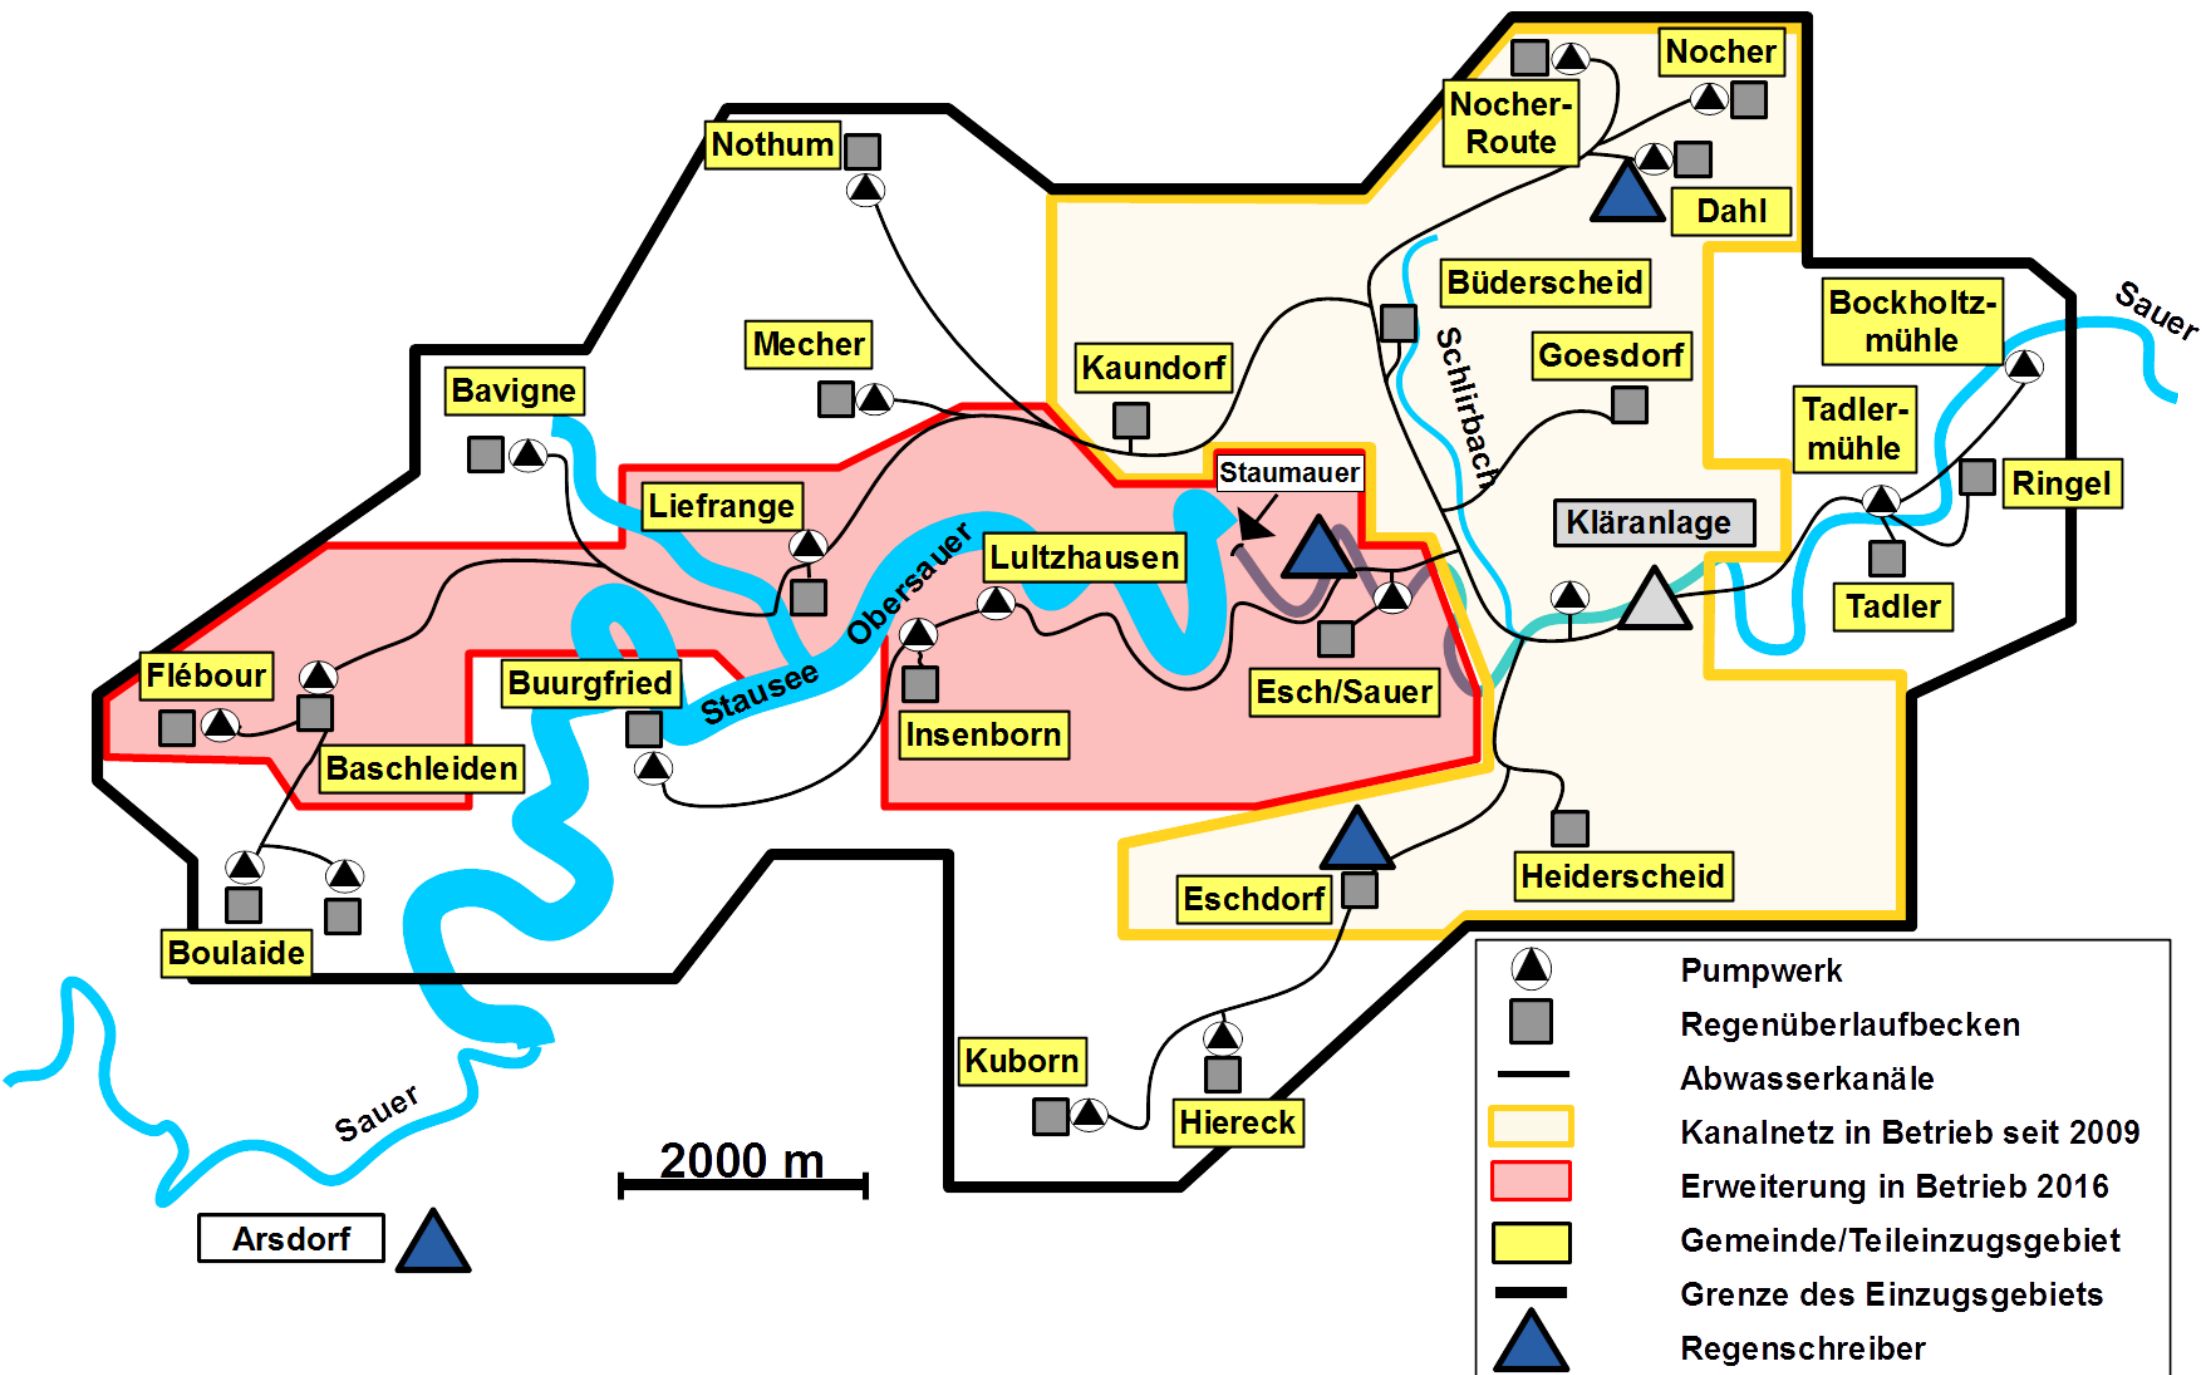 Nocher
Nocher-
Route
Nothum
Dahl
Büderscheid
Bockholtz-
mühle
Sauer
Mecher
Kaundorf
Schlirbach
Goesdorf
Bavigne
Tadler-
mühle
Staumauer
Ringel
Liefrange
Kläranlage
Lultzhausen
Obersauer
Tadler
Flébour
Buurgfried
Stausee
Esch/Sauer
Insenborn
Baschleiden
Eschdorf
Heiderscheid
Boulaide
Kuborn
Hiereck
Sauer
2000 m
Arsdorf
Pumpwerk
Regenüberlaufbecken
Abwasserkanäle
Kanalnetz in Betrieb seit 2009
Erweiterung in Betrieb 2016
Gemeinde/Teileinzugsgebiet
Grenze des Einzugsgebiets
Regenschreiber